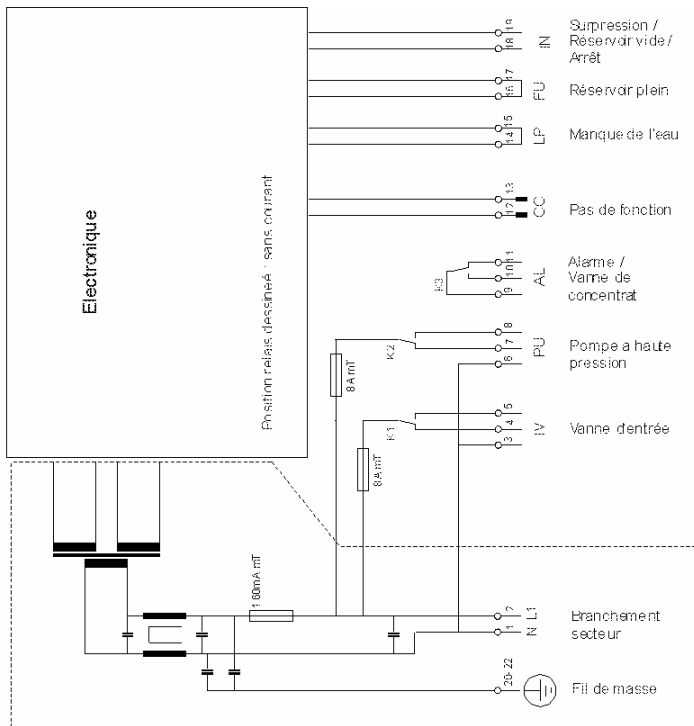 Electronique
Position relais dessineé : sans courant
19
18
IN
Surpression /
Réservoir vide /
Arrêt
17
16
FU
Réservoir plein
15
14
LP
Manque de l'eau
13
12
CC
Pas de fonction
11
10
9
AL
K3
Alarme /
Vanne de
concentrat
8
7
6
PU
K2
8 A mT
Pompe a haute
pression
5
4
3
IV
K1
8 A mT
Vanne d'entrée
160mA mT
2
1
L1
N
Branchement
secteur
20-22
Fil de masse